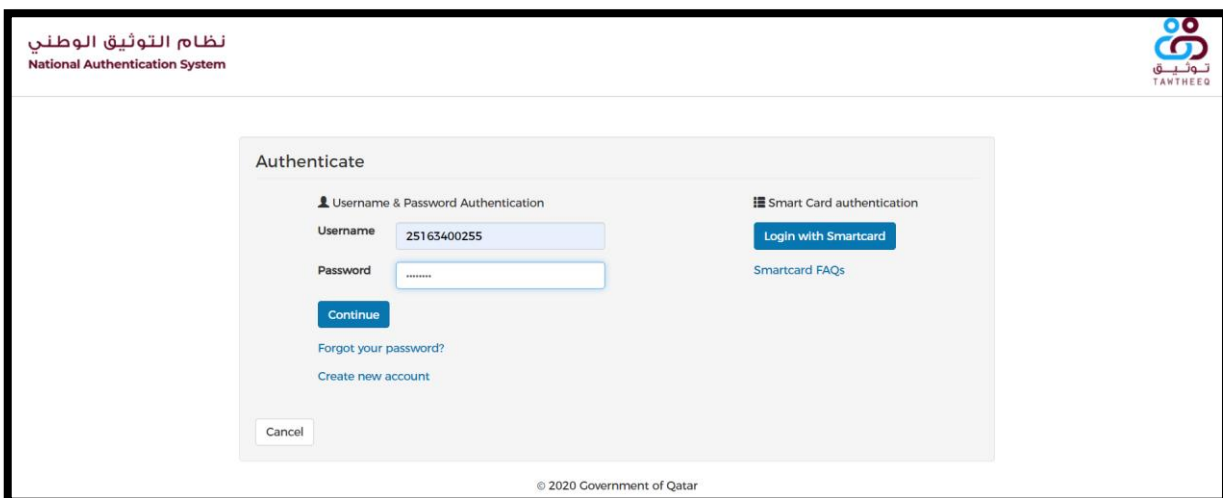 نظام التوثيق الوطني
National Authentication System
توثيق
TAWTHEEQ
Authenticate
Username & Password Authentication
Username 25163400255
Password ........
Continue
Forgot your password?
Create new account
Smart Card authentication
Login with Smartcard
Smartcard FAQs
Cancel
© 2020 Government of Qatar